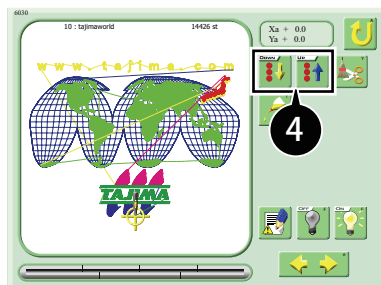 6030
10 : tajimaworld 14426 st
Xa + 0.0
Ya + 0.0
Down Up
www.tajima.com
4
TAJIMA
OFF ON